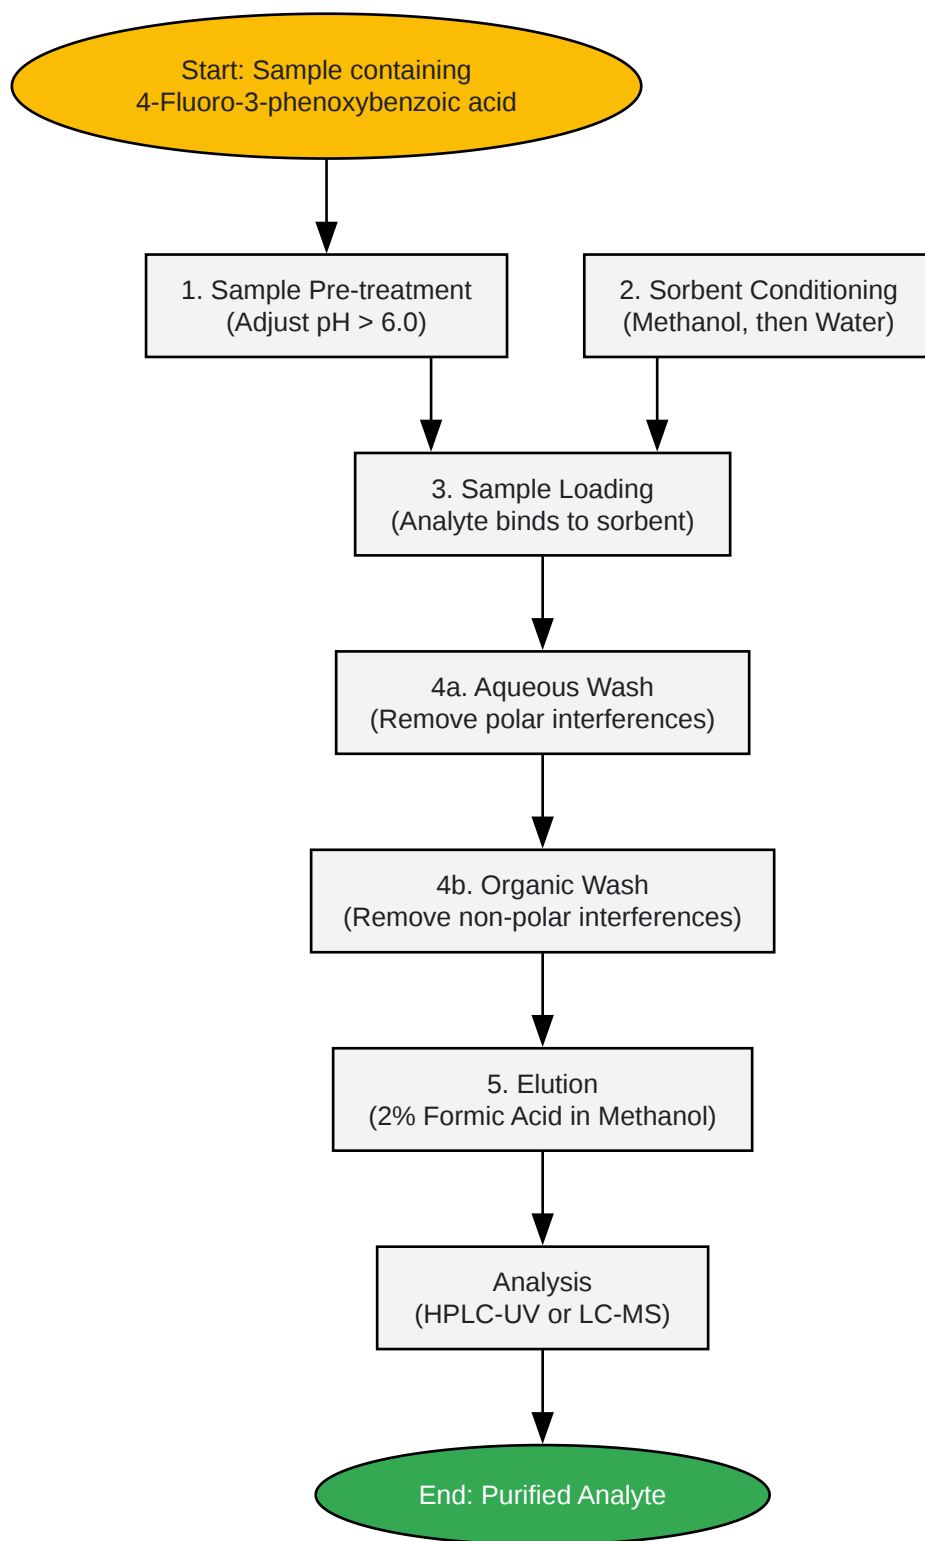 Start: Sample containing
4-Fluoro-3-phenoxybenzoic acid
1. Sample Pre-treatment
(Adjust pH > 6.0)
2. Sorbent Conditioning
(Methanol, then Water)
3. Sample Loading
(Analyte binds to sorbent)
4a. Aqueous Wash
(Remove polar interferences)
4b. Organic Wash
(Remove non-polar interferences)
5. Elution
(2% Formic Acid in Methanol)
Analysis
(HPLC-UV or LC-MS)
End: Purified Analyte